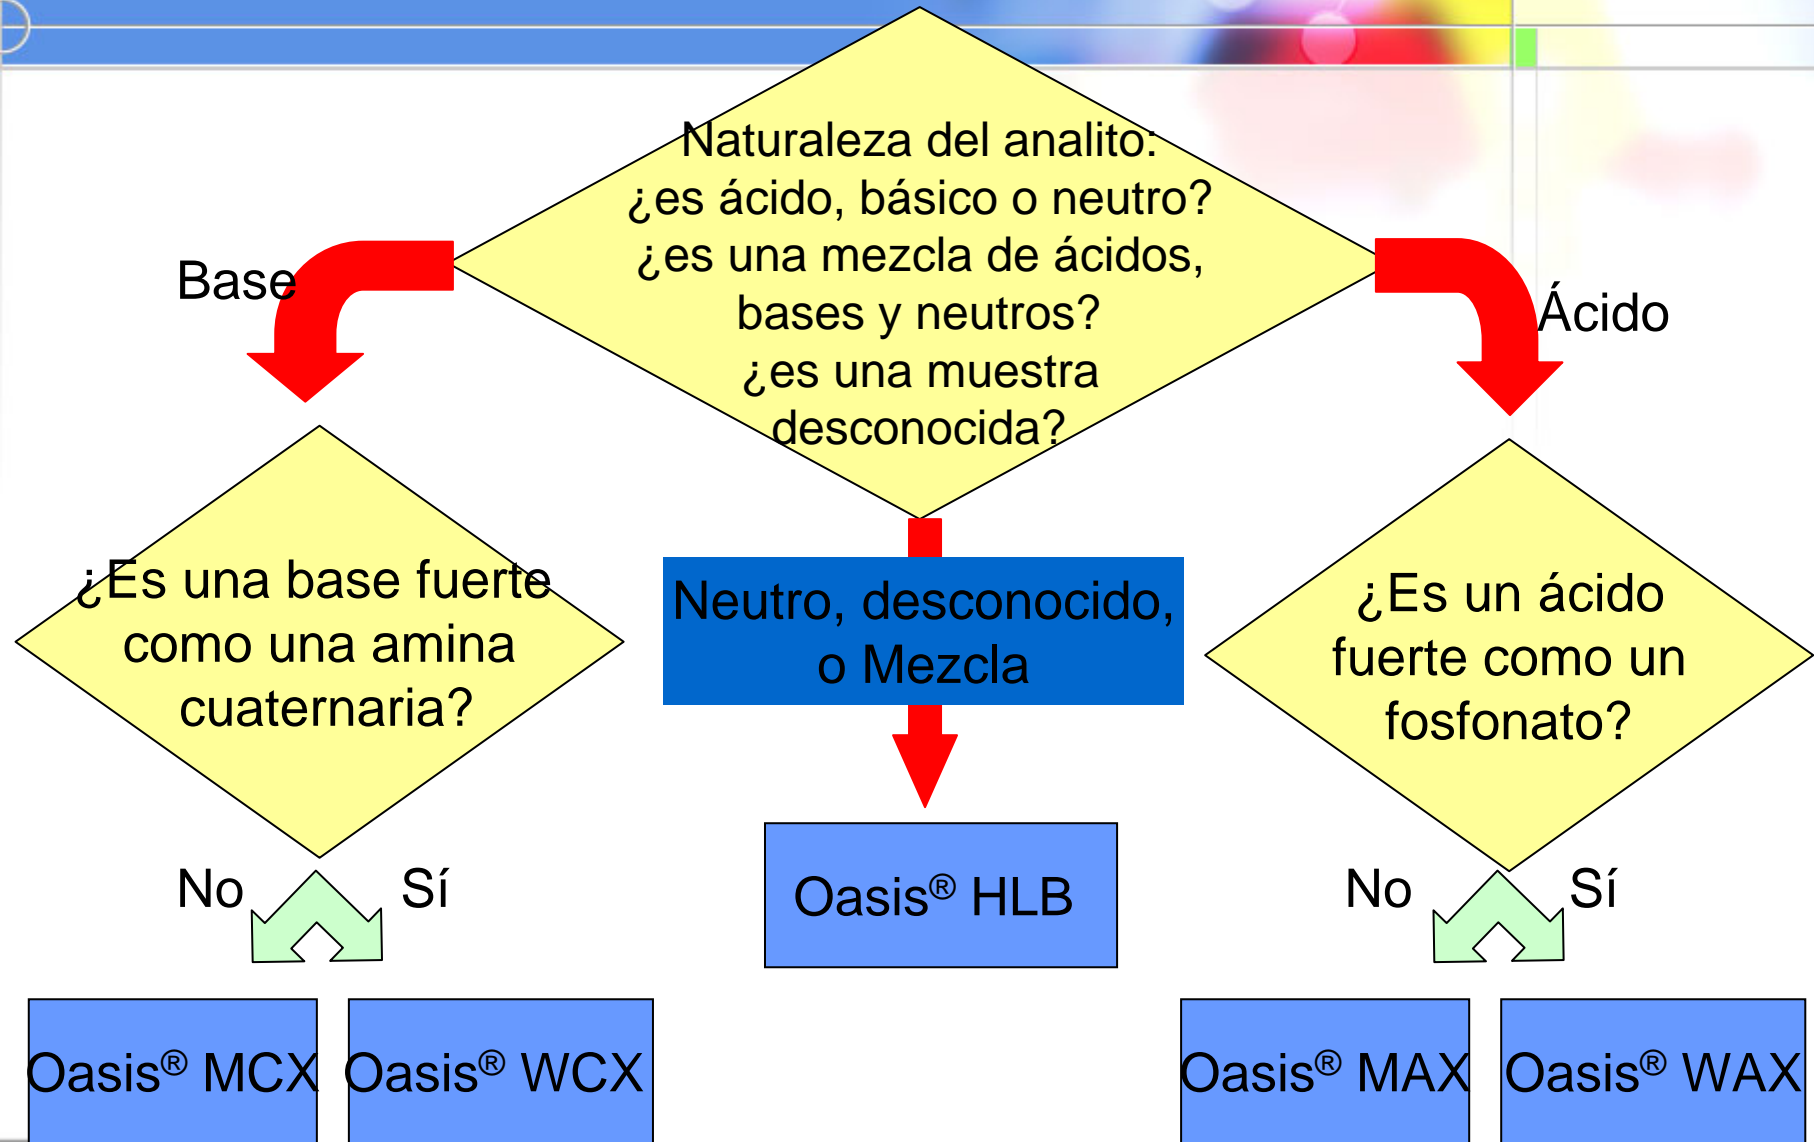 Naturaleza del analito:
¿es ácido, básico o neutro?
¿es una mezcla de ácidos,
bases y neutros?
¿es una muestra
desconocida?
Base
Ácido
¿Es una base fuerte
como una amina
cuaternaria?
Neutro, desconocido,
o Mezcla
¿Es un ácido
fuerte como un
fosfonato?
No
Sí
Oasis® HLB
No
Sí
Oasis® MCX
Oasis® WCX
Oasis® MAX
Oasis® WAX